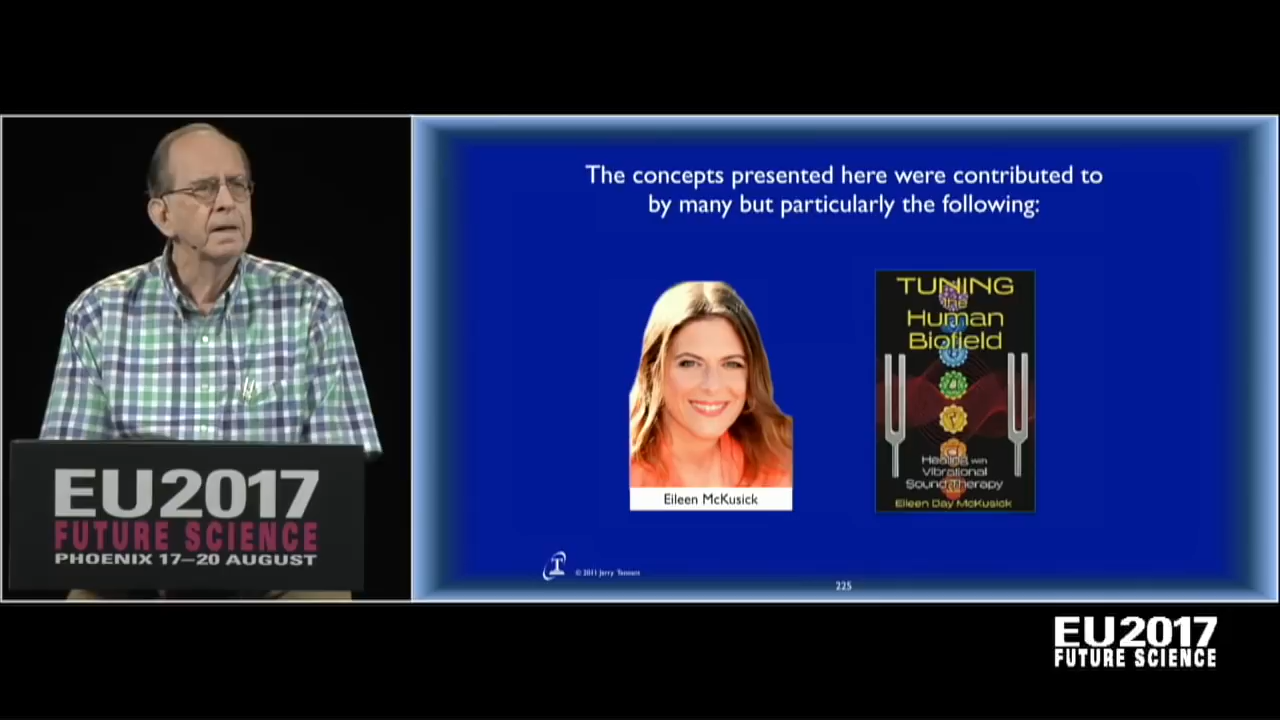 EU2017
FUTURE SCIENCE
PHOENIX 17–20 AUGUST
The concepts presented here were contributed to
by many but particularly the following:
Eileen McKusick
TUNING
the
Human
Biofield
Healing with
Vibrational
Sound Therapy
Eileen Day McKusick
T
© 2011 Jerry Tennant
225
EU2017
FUTURE SCIENCE